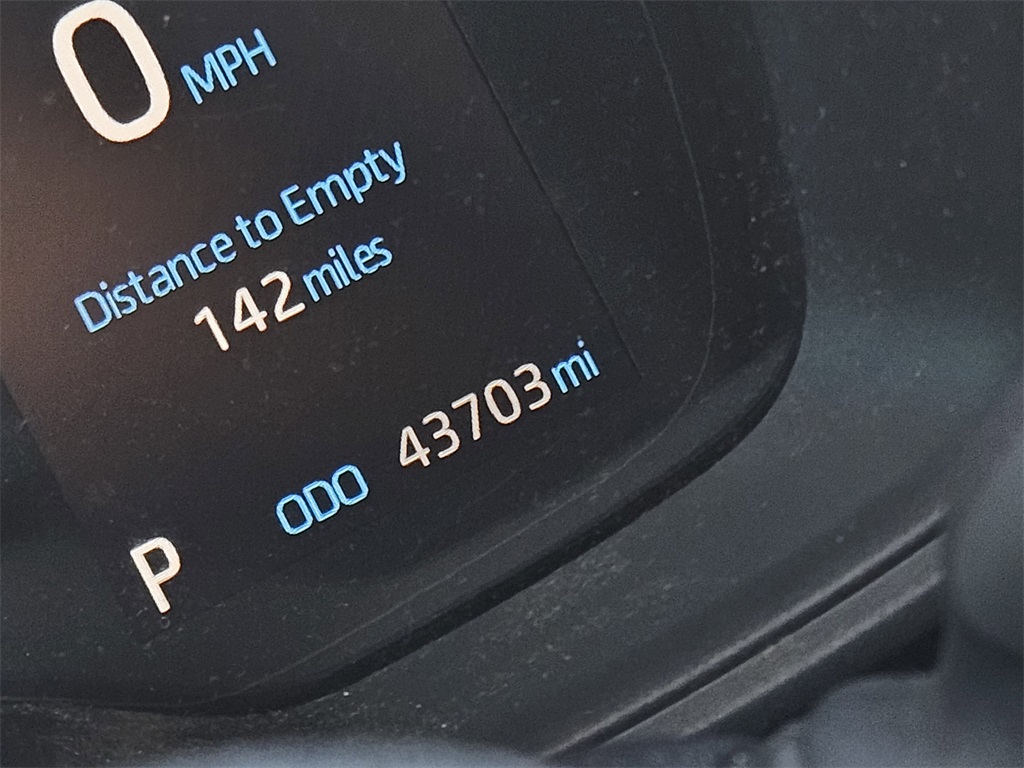 0 MPH
Distance to Empty
142 miles
ODO 43703 mi
P